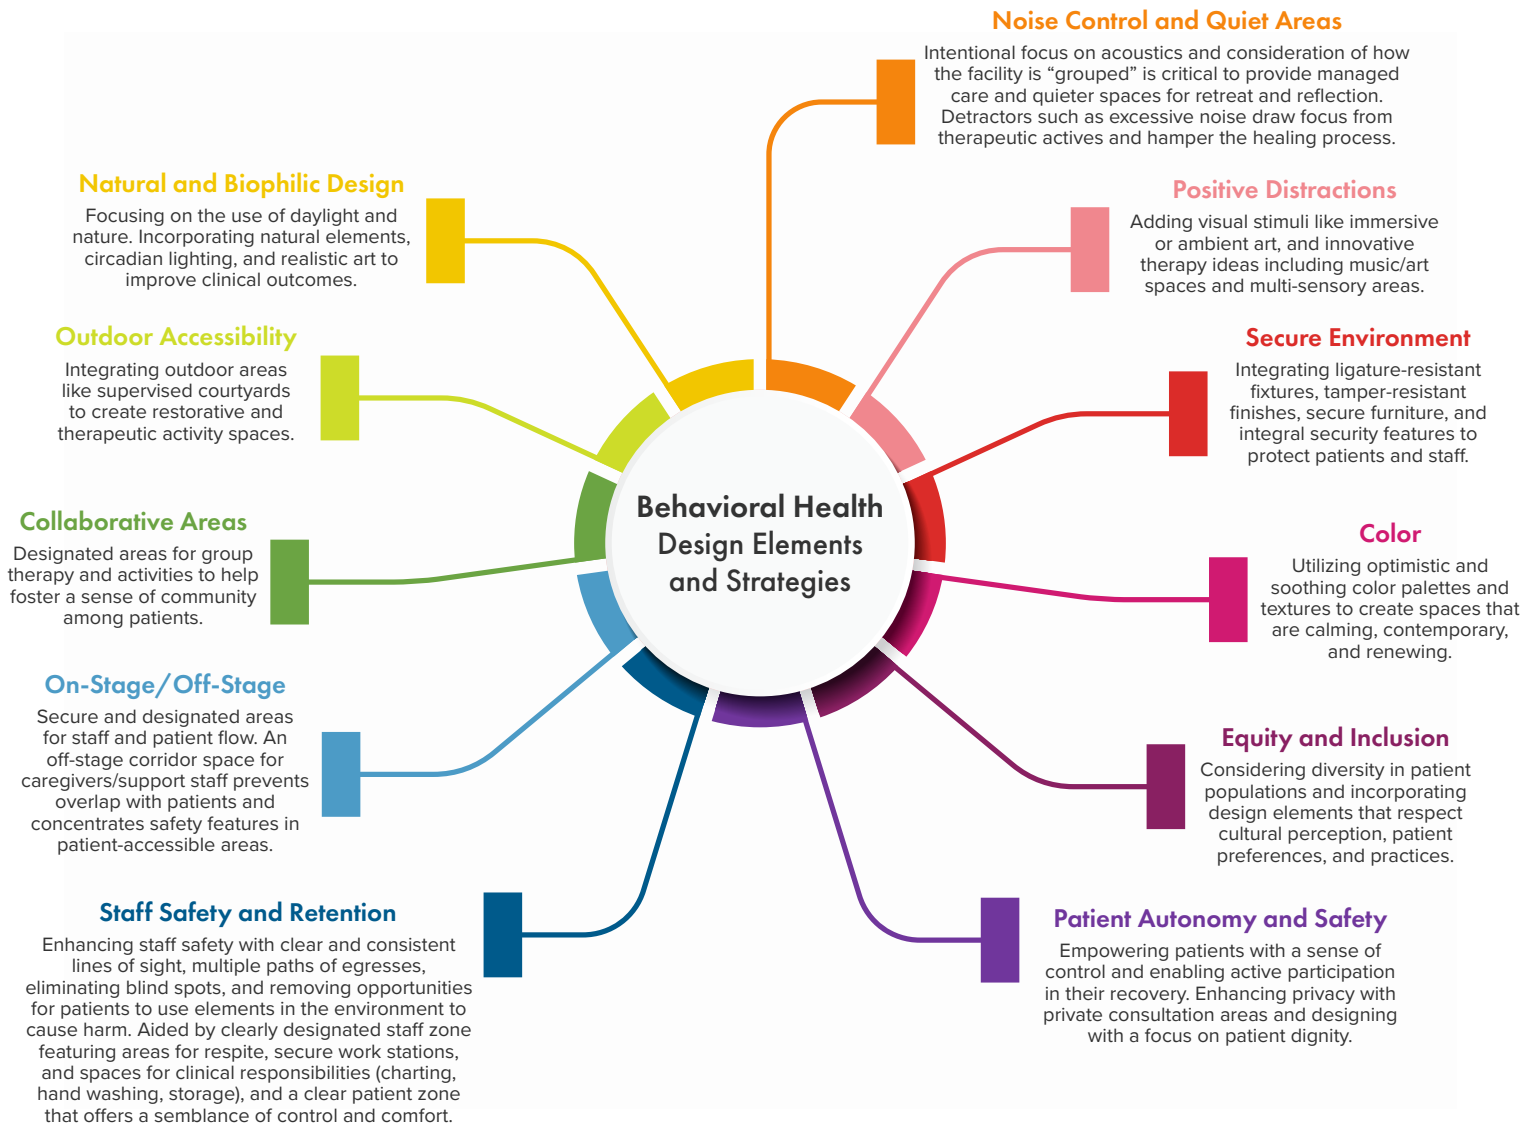 Noise Control and Quiet Areas
Intentional focus on acoustics and consideration of how
the facility is “grouped” is critical to provide managed
care and quieter spaces for retreat and reflection.
Detractors such as excessive noise draw focus from
therapeutic actives and hamper the healing process.
Natural and Biophilic Design
Focusing on the use of daylight and
nature. Incorporating natural elements,
circadian lighting, and realistic art to
improve clinical outcomes.
Positive Distractions
Adding visual stimuli like immersive
or ambient art, and innovative
therapy ideas including music/art
spaces and multi-sensory areas.
Outdoor Accessibility
Integrating outdoor areas
like supervised courtyards
to create restorative and
therapeutic activity spaces.
Secure Environment
Integrating ligature-resistant
fixtures, tamper-resistant
finishes, secure furniture, and
integral security features to
protect patients and staff.
Behavioral Health
Design Elements
and Strategies
Collaborative Areas
Designated areas for group
therapy and activities to help
foster a sense of community
among patients.
Color
Utilizing optimistic and
soothing color palettes and
textures to create spaces that
are calming, contemporary,
and renewing.
On-Stage/Off-Stage
Secure and designated areas
for staff and patient flow. An
off-stage corridor space for
caregivers/support staff prevents
overlap with patients and
concentrates safety features in
patient-accessible areas.
Equity and Inclusion
Considering diversity in patient
populations and incorporating
design elements that respect
cultural perception, patient
preferences, and practices.
Staff Safety and Retention
Enhancing staff safety with clear and consistent
lines of sight, multiple paths of egresses,
eliminating blind spots, and removing opportunities
for patients to use elements in the environment to
cause harm. Aided by clearly designated staff zone
featuring areas for respite, secure work stations,
and spaces for clinical responsibilities (charting,
hand washing, storage), and a clear patient zone
that offers a semblance of control and comfort.
Patient Autonomy and Safety
Empowering patients with a sense of
control and enabling active participation
in their recovery. Enhancing privacy with
private consultation areas and designing
with a focus on patient dignity.